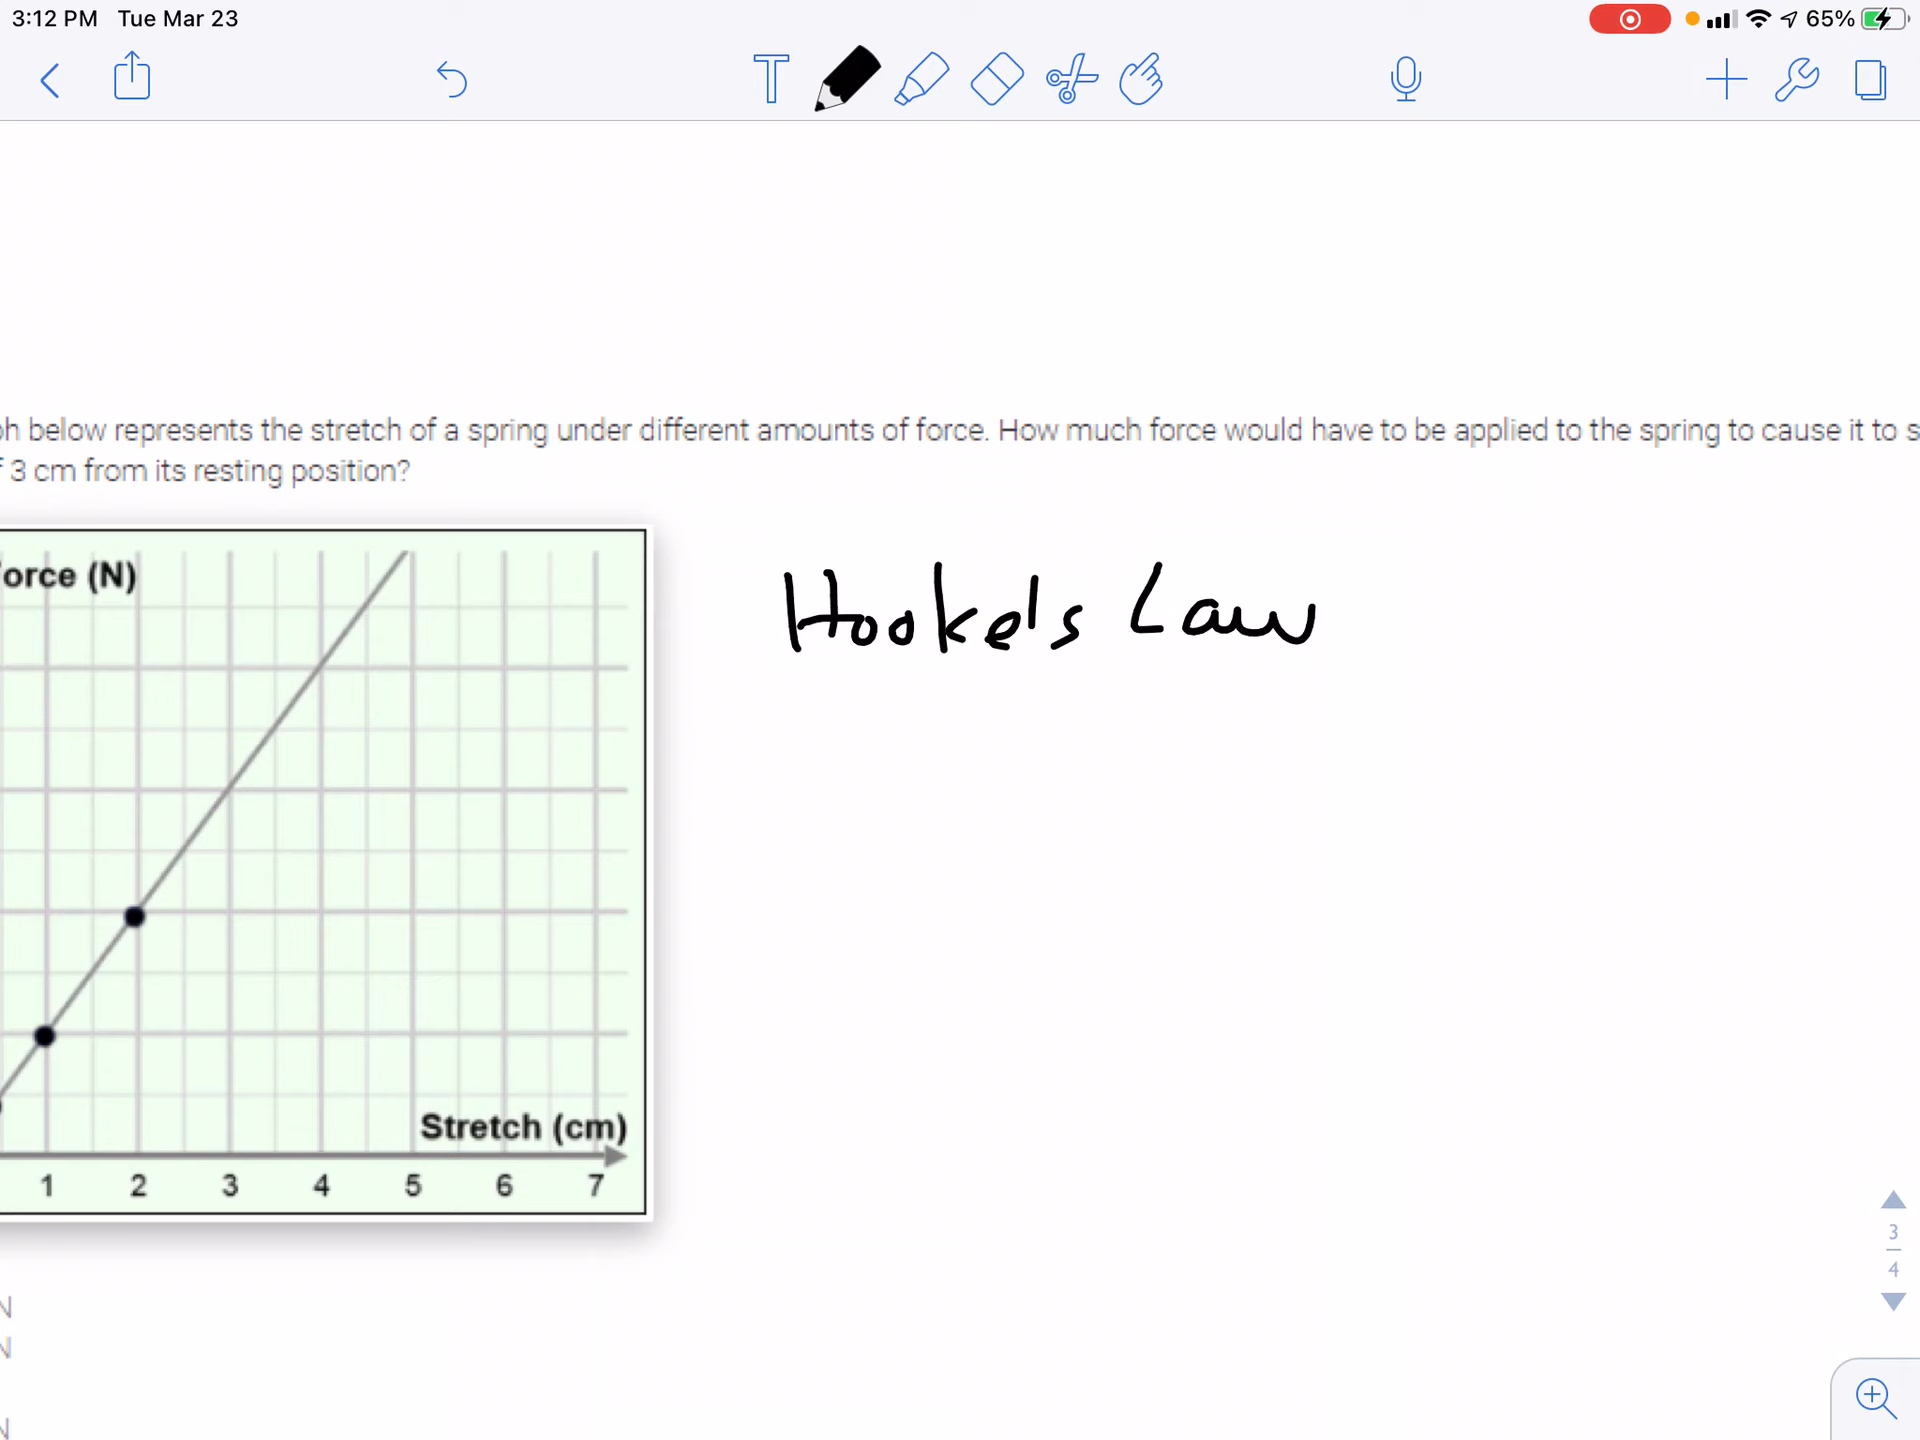 3:12 PM Tue Mar 23
65%
T
ph below represents the stretch of a spring under different amounts of force. How much force would have to be applied to the spring to cause it to s
f 3 cm from its resting position?
orce (N)
Hooke's Law
Stretch (cm)
1 2 3 4 5 6 7
3
4
N
N
N